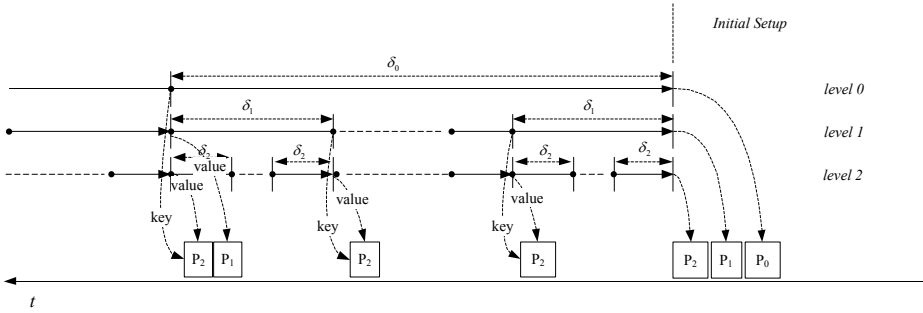 Initial Setup
δ₀
level 0
δ₁ δ₁
level 1
δ₂ δ₂ δ₂ δ₂
value
level 2
value value value
key key key
P₂ P₁ P₂ P₂ P₂ P₁ P₀
t